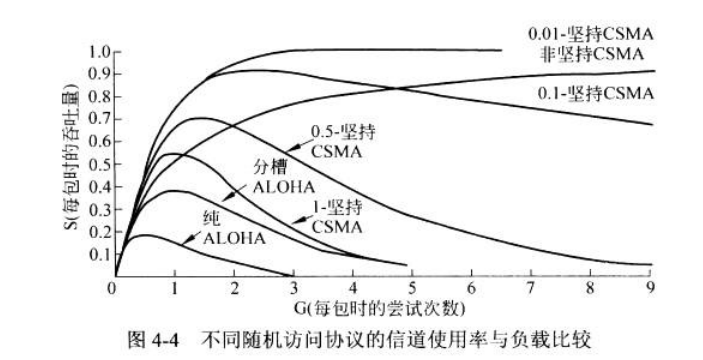 0.01-坚持CSMA
非坚持CSMA
0.1-坚持CSMA
0.5-坚持
CSMA
分槽
ALOHA
1-坚持
CSMA
纯
ALOHA
S(每包时的吞吐量)
1.0
0.9
0.8
0.7
0.6
0.5
0.4
0.3
0.2
0.1
0 1 2 3 4 5 6 7 8 9
G(每包时的尝试次数)
图 4-4 不同随机访问协议的信道使用率与负载比较